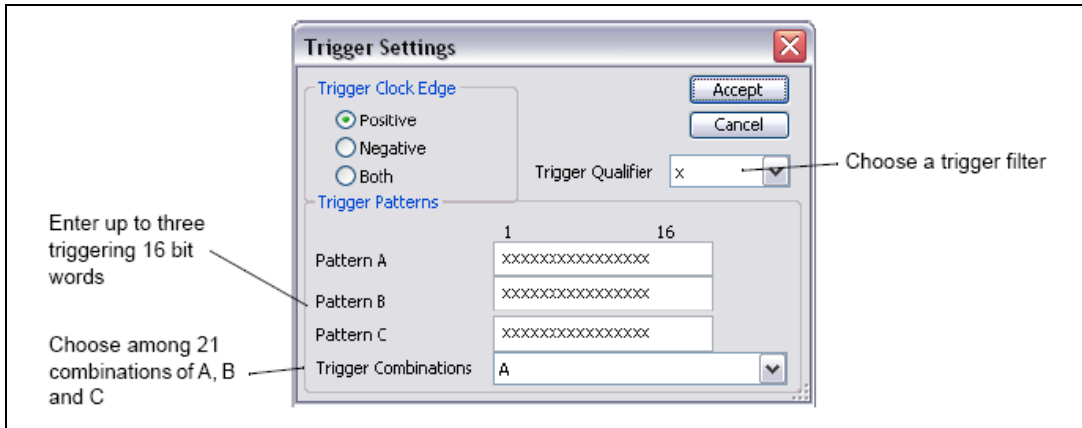 Trigger Settings
Trigger Clock Edge
Positive
Negative
Both
Accept
Cancel
Trigger Qualifier x
Choose a trigger filter
Trigger Patterns
Enter up to three
triggering 16 bit
words
1 16
Pattern A xxxxxxxxxxxxxxxx
Pattern B xxxxxxxxxxxxxxxx
Pattern C xxxxxxxxxxxxxxxx
Choose among 21
combinations of A, B
and C
Trigger Combinations A